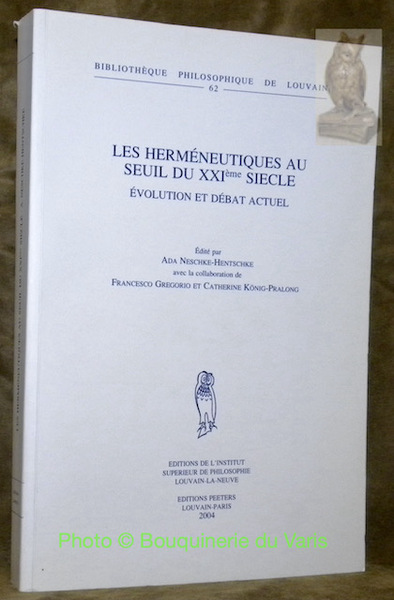 BIBLIOTHÈQUE PHILOSOPHIQUE DE LOUVAIN
62
LES HERMÉNEUTIQUES AU
SEUIL DU XXIème SIECLE
ÉVOLUTION ET DÉBAT ACTUEL
Édité par
ADA NESCHKE-HENTSCHKE
avec la collaboration de
FRANCESCO GREGORIO ET CATHERINE KÖNIG-PRALONG
EDITIONS DE L'INSTITUT
SUPERIEUR DE PHILOSOPHIE
LOUVAIN-LA-NEUVE
EDITIONS PEETERS
LOUVAIN-PARIS
2004
Photo © Bouquinerie du Varis